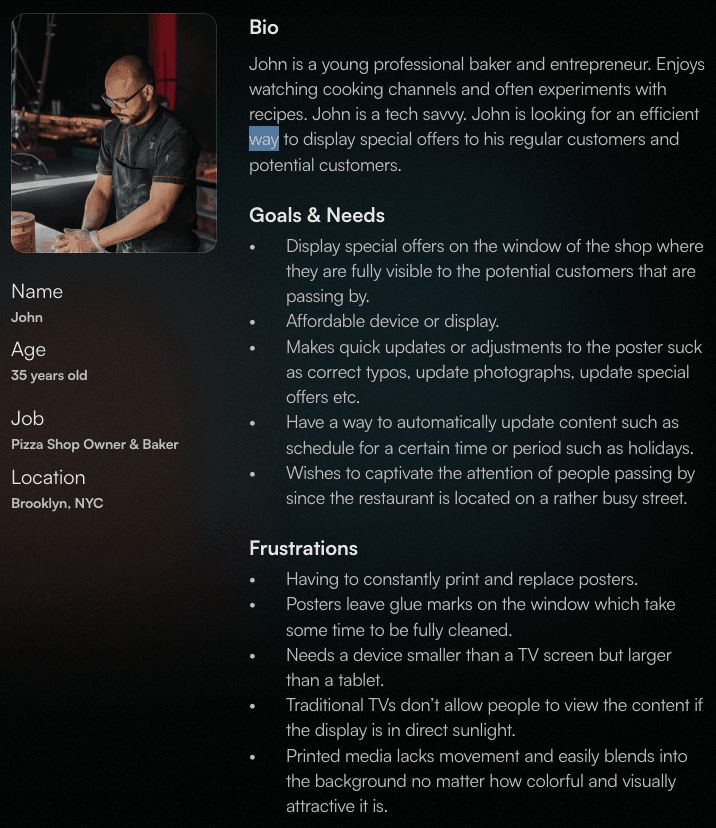 Bio
John is a young professional baker and entrepreneur. Enjoys
watching cooking channels and often experiments with
recipes. John is a tech savvy. John is looking for an efficient
way to display special offers to his regular customers and
potential customers.
Goals & Needs
• Display special offers on the window of the shop where
they are fully visible to the potential customers that are
passing by.
• Affordable device or display.
• Makes quick updates or adjustments to the poster suck
as correct typos, update photographs, update special
offers etc.
• Have a way to automatically update content such as
schedule for a certain time or period such as holidays.
• Wishes to captivate the attention of people passing by
since the restaurant is located on a rather busy street.
Frustrations
• Having to constantly print and replace posters.
• Posters leave glue marks on the window which take
some time to be fully cleaned.
• Needs a device smaller than a TV screen but larger
than a tablet.
• Traditional TVs don’t allow people to view the content if
the display is in direct sunlight.
• Printed media lacks movement and easily blends into
the background no matter how colorful and visually
attractive it is.
Name
John
Age
35 years old
Job
Pizza Shop Owner & Baker
Location
Brooklyn, NYC